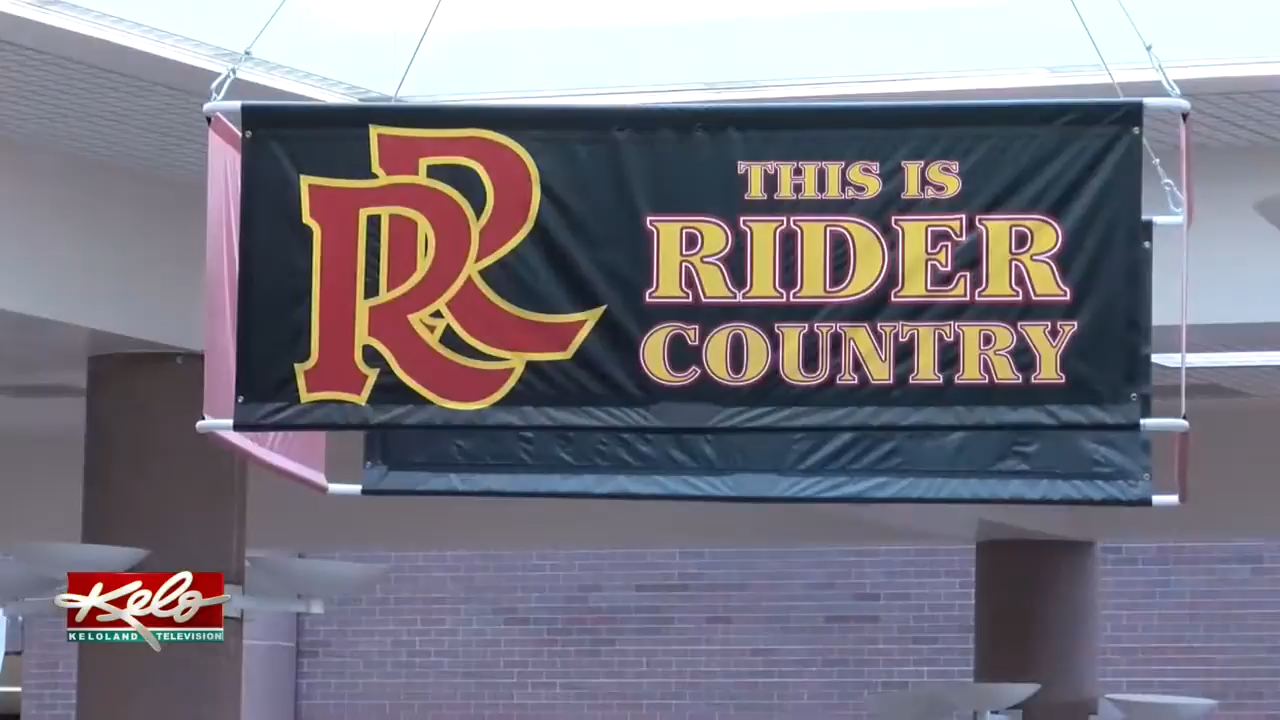 RR
THIS IS
RIDER
COUNTRY
Kelo
KELOLAND TELEVISION